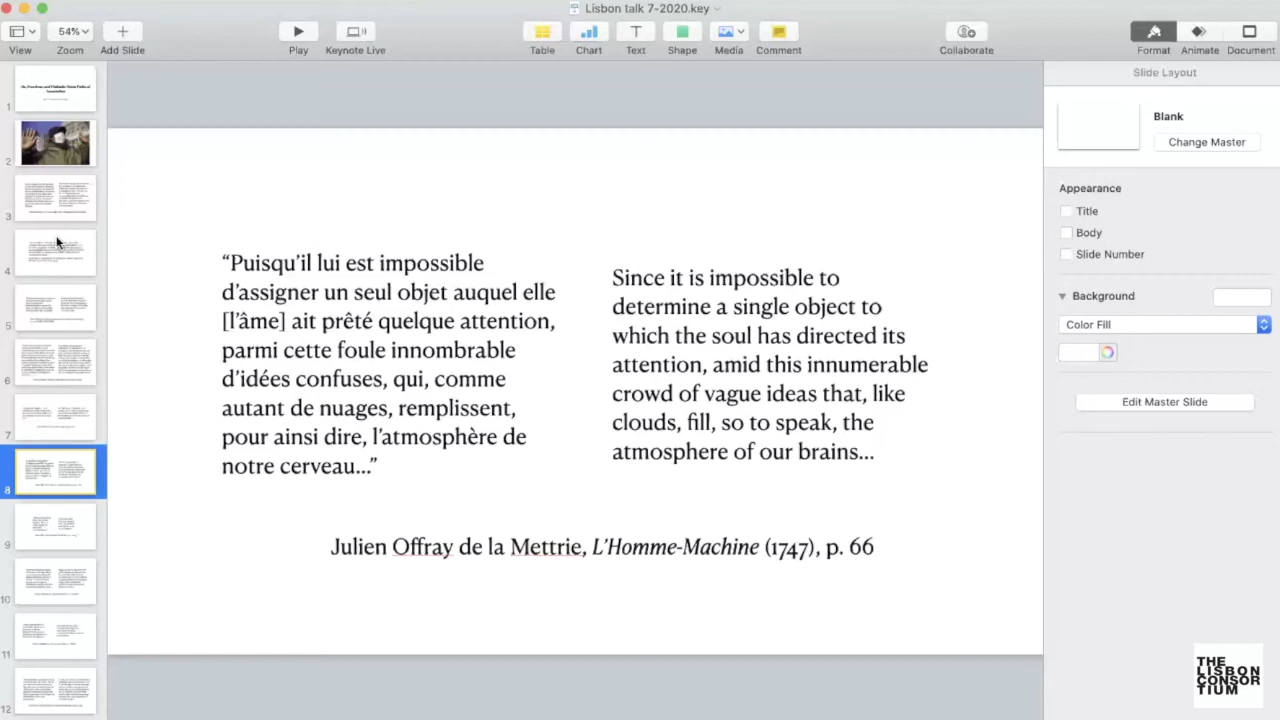 Lisbon talk 7-2020.key
54%
View
Zoom
Add Slide
Play
Keynote Live
Table
Chart
Text
Shape
Media
Comment
Collaborate
Format
Animate
Document
Slide Layout
Blank
Change Master
Appearance
Title
Body
Slide Number
Background
Color Fill
Edit Master Slide
1
2
3
4
5
6
7
8
9
10
11
12
“Puisqu’il lui est impossible
d’assigner un seul objet auquel elle
[l’ame] ait prêté quelque attention,
parmi cette foule innombrable
d’idées confuses, qui, comme
autant de nuages, remplissent,
pour ainsi dire, l’atmosphère de
notre cerveau...”
Since it is impossible to
determine a single object to
which the soul has directed its
attention, amid this innumerable
crowd of vague ideas that, like
clouds, fill, so to speak, the
atmosphere of our brains...
Julien Offray de la Mettrie, L’Homme-Machine (1747), p. 66
THE
LISBON
CONSOR
TIUM